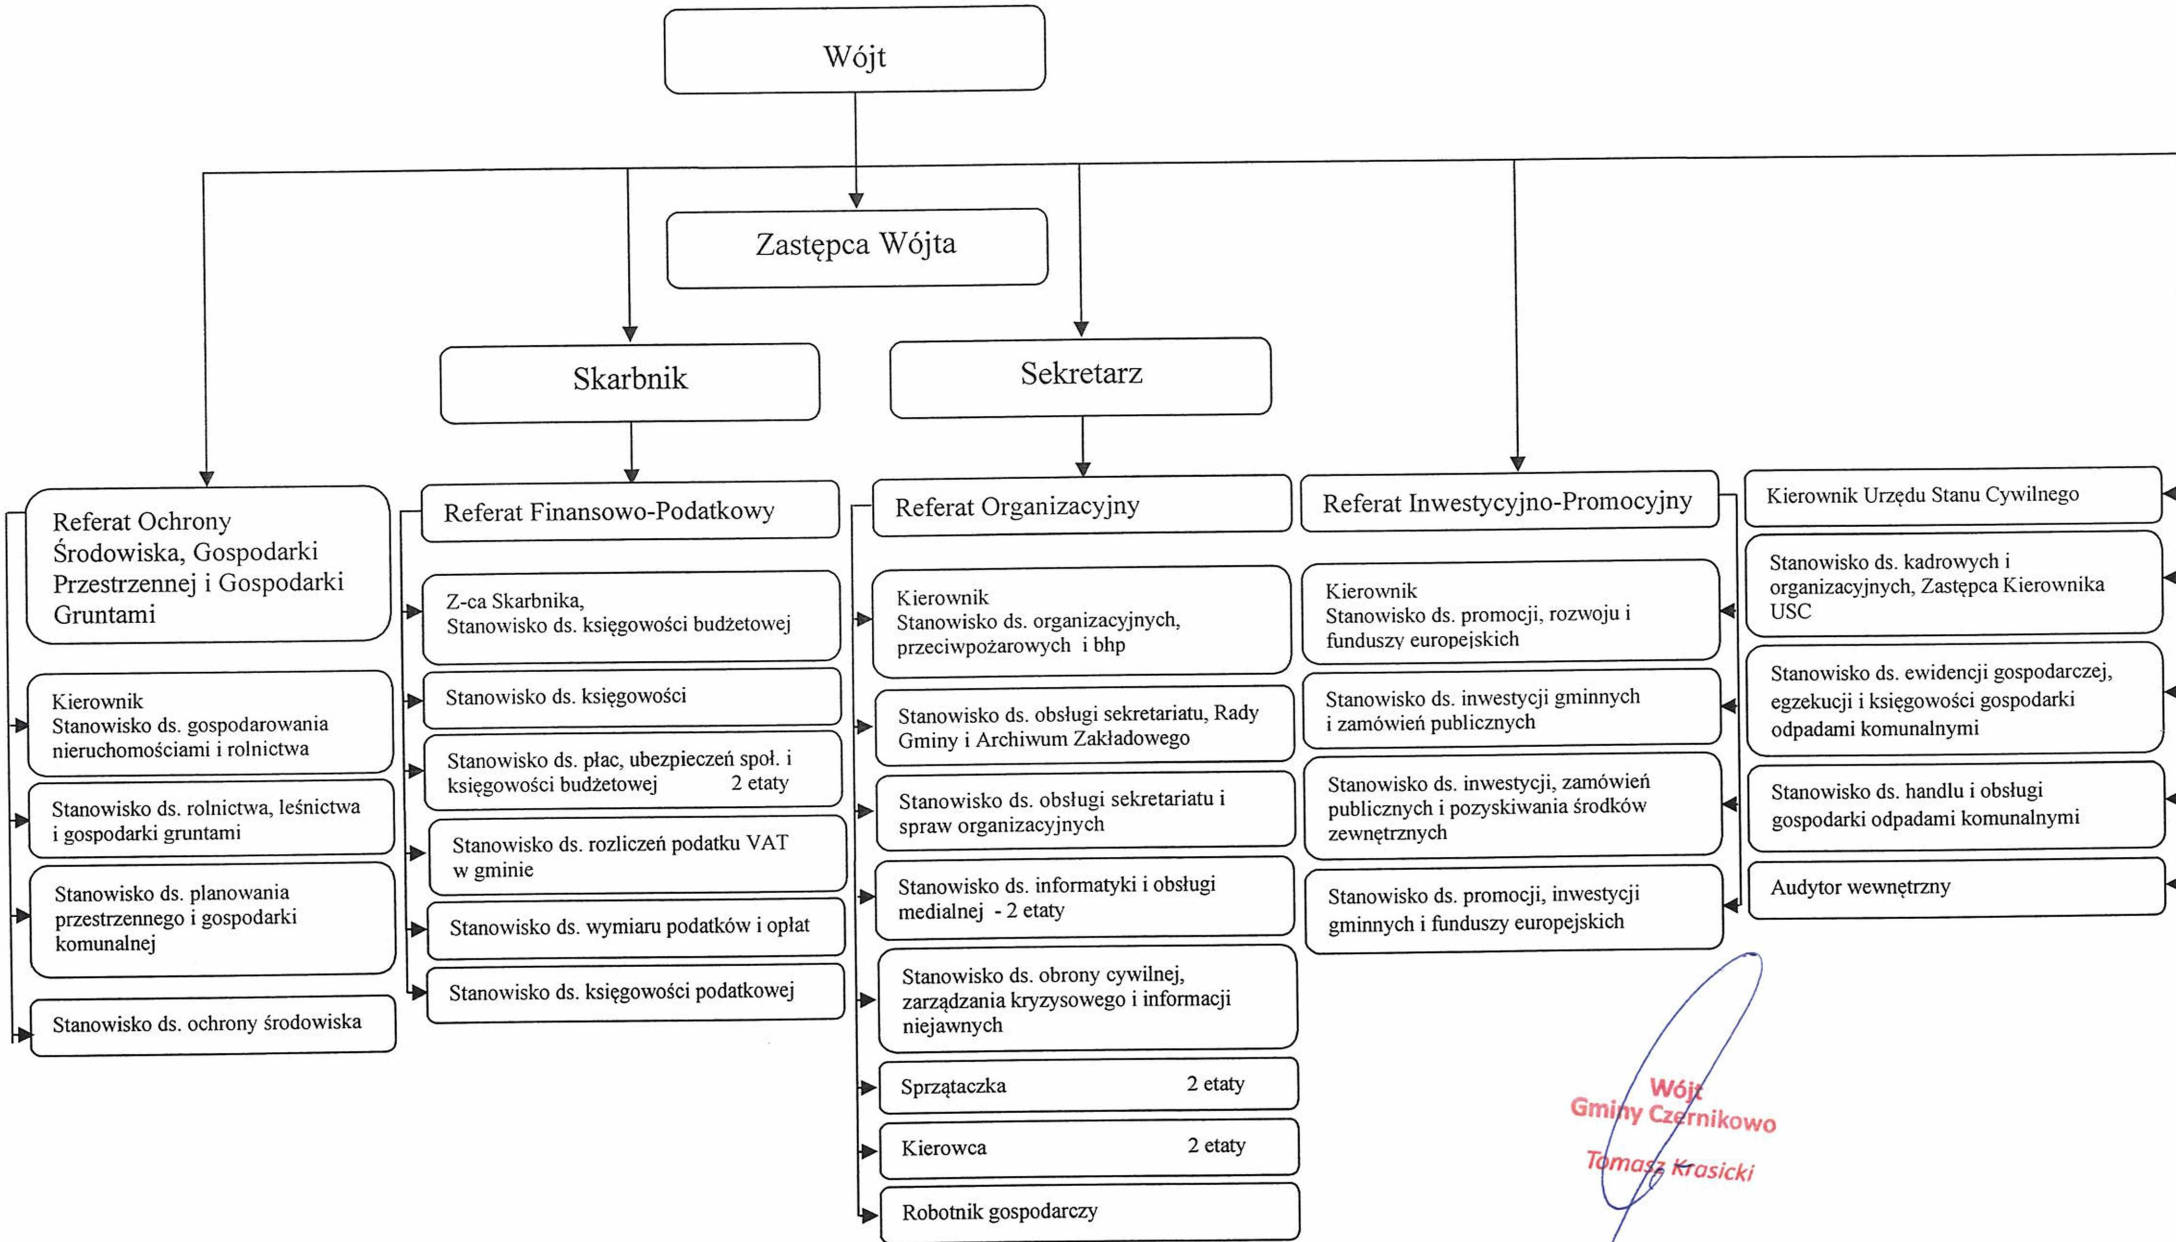 Wójt
Zastępca Wójta
Skarbnik
Sekretarz
Referat Ochrony
Środowiska, Gospodarki
Przestrzennej i Gospodarki
Gruntami
Kierownik
Stanowisko ds. gospodarowania
nieruchomościami i rolnictwa
Stanowisko ds. rolnictwa, leśnictwa
i gospodarki gruntami
Stanowisko ds. planowania
przestrzennego i gospodarki
komunalnej
Stanowisko ds. ochrony środowiska
Referat Finansowo-Podatkowy
Z-ca Skarbnika,
Stanowisko ds. księgowości budżetowej
Stanowisko ds. księgowości
Stanowisko ds. płac, ubezpieczeń społ. i
księgowości budżetowej 2 etaty
Stanowisko ds. rozliczeń podatku VAT
w gminie
Stanowisko ds. wymiaru podatków i opłat
Stanowisko ds. księgowości podatkowej
Referat Organizacyjny
Kierownik
Stanowisko ds. organizacyjnych,
przeciwpożarowych i bhp
Stanowisko ds. obsługi sekretariatu, Rady
Gminy i Archiwum Zakładowego
Stanowisko ds. obsługi sekretariatu i
spraw organizacyjnych
Stanowisko ds. informatyki i obsługi
medialnej - 2 etaty
Stanowisko ds. obrony cywilnej,
zarządzania kryzysowego i informacji
niejawnych
Sprzątaczka 2 etaty
Kierowca 2 etaty
Robotnik gospodarczy
Referat Inwestycyjno-Promocyjny
Kierownik
Stanowisko ds. promocji, rozwoju i
funduszy europejskich
Stanowisko ds. inwestycji gminnych
i zamówień publicznych
Stanowisko ds. inwestycji, zamówień
publicznych i pozyskiwania środków
zewnętrznych
Stanowisko ds. promocji, inwestycji
gminnych i funduszy europejskich
Kierownik Urzędu Stanu Cywilnego
Stanowisko ds. kadrowych i
organizacyjnych, Zastępca Kierownika
USC
Stanowisko ds. ewidencji gospodarczej,
egzekucji i księgowości gospodarki
odpadami komunalnymi
Stanowisko ds. handlu i obsługi
gospodarki odpadami komunalnymi
Audytor wewnętrzny
Wójt
Gminy Czernikowo
Tomasz Krasicki